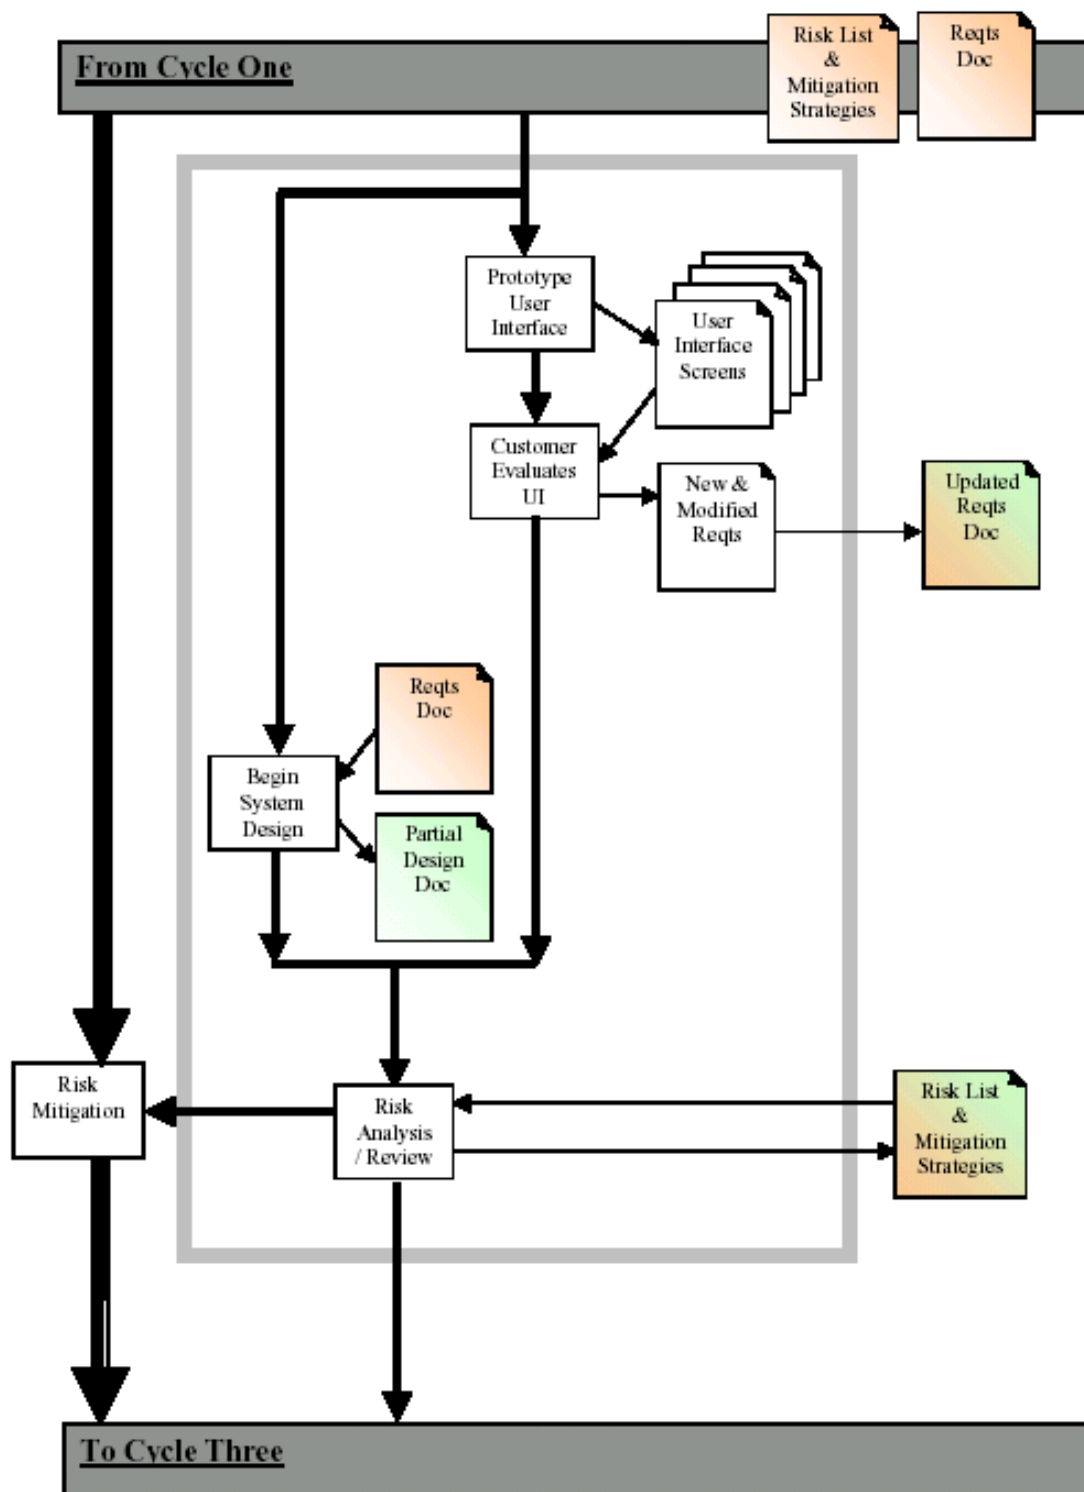 From Cycle One
Risk List
&
Mitigation
Strategies
Reqts
Doc
Prototype
User
Interface
User
Interface
Screens
Customer
Evaluates
UI
New &
Modified
Reqts
Updated
Reqts
Doc
Reqts
Doc
Begin
System
Design
Partial
Design
Doc
Risk
Mitigation
Risk
Analysis
/ Review
Risk List
&
Mitigation
Strategies
To Cycle Three